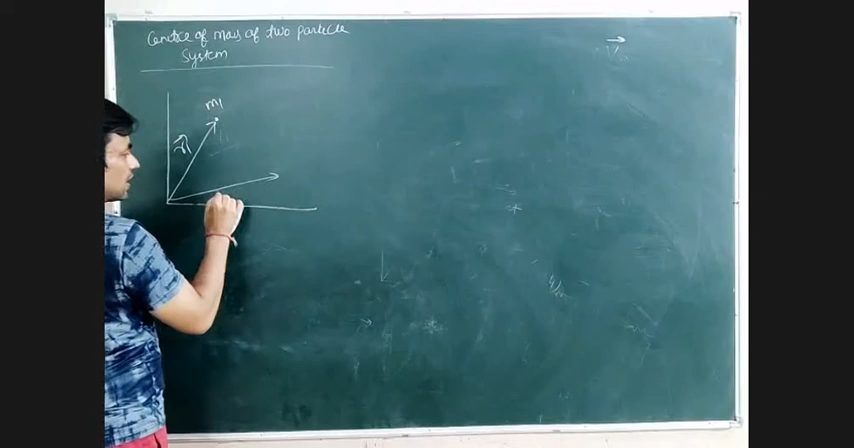 Centre of mass of two particle
system
m1
r1